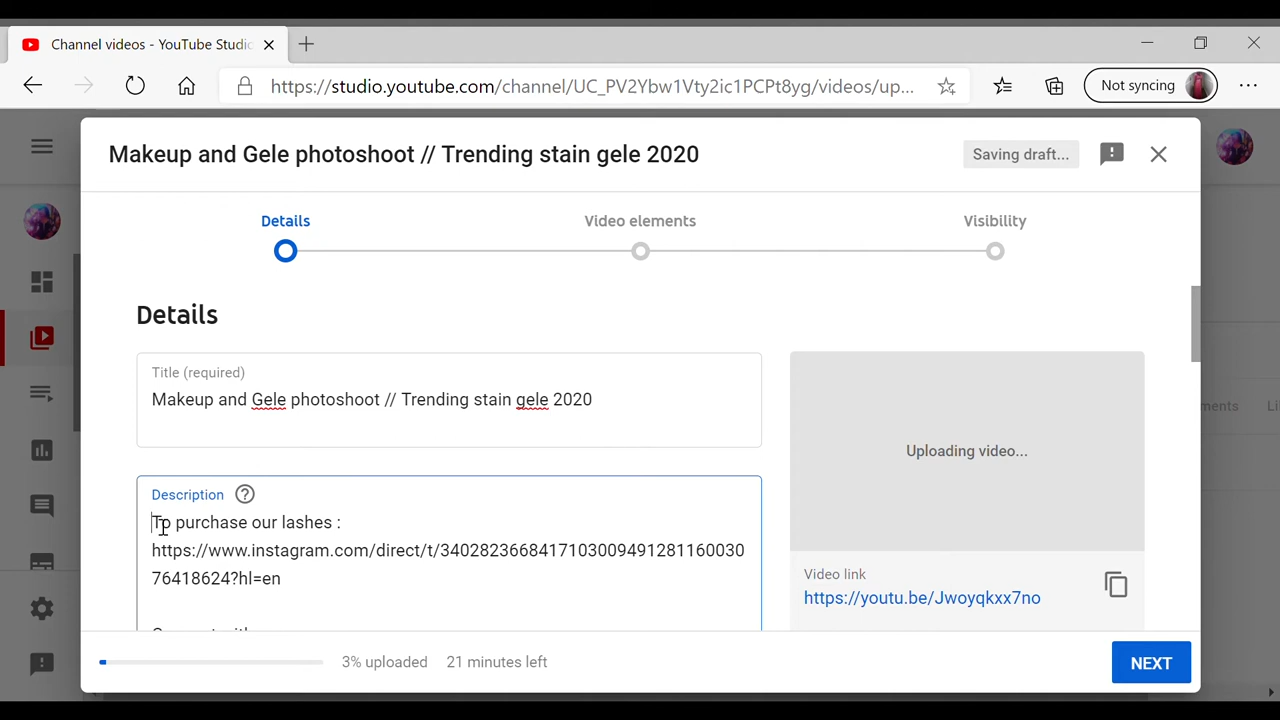 Channel videos - YouTube Studio
https://studio.youtube.com/channel/UC_PV2Ybw1Vty2ic1PCPt8yg/videos/up...
Not syncing
Makeup and Gele photoshoot // Trending stain gele 2020
Saving draft...
Details
Video elements
Visibility
Details
Title (required)
Makeup and Gele photoshoot // Trending stain gele 2020
Uploading video...
Description
To purchase our lashes :
https://www.instagram.com/direct/t/3402823668417103009491281160030
76418624?hl=en
Video link
https://youtu.be/Jwoyqkxx7no
3% uploaded
21 minutes left
NEXT